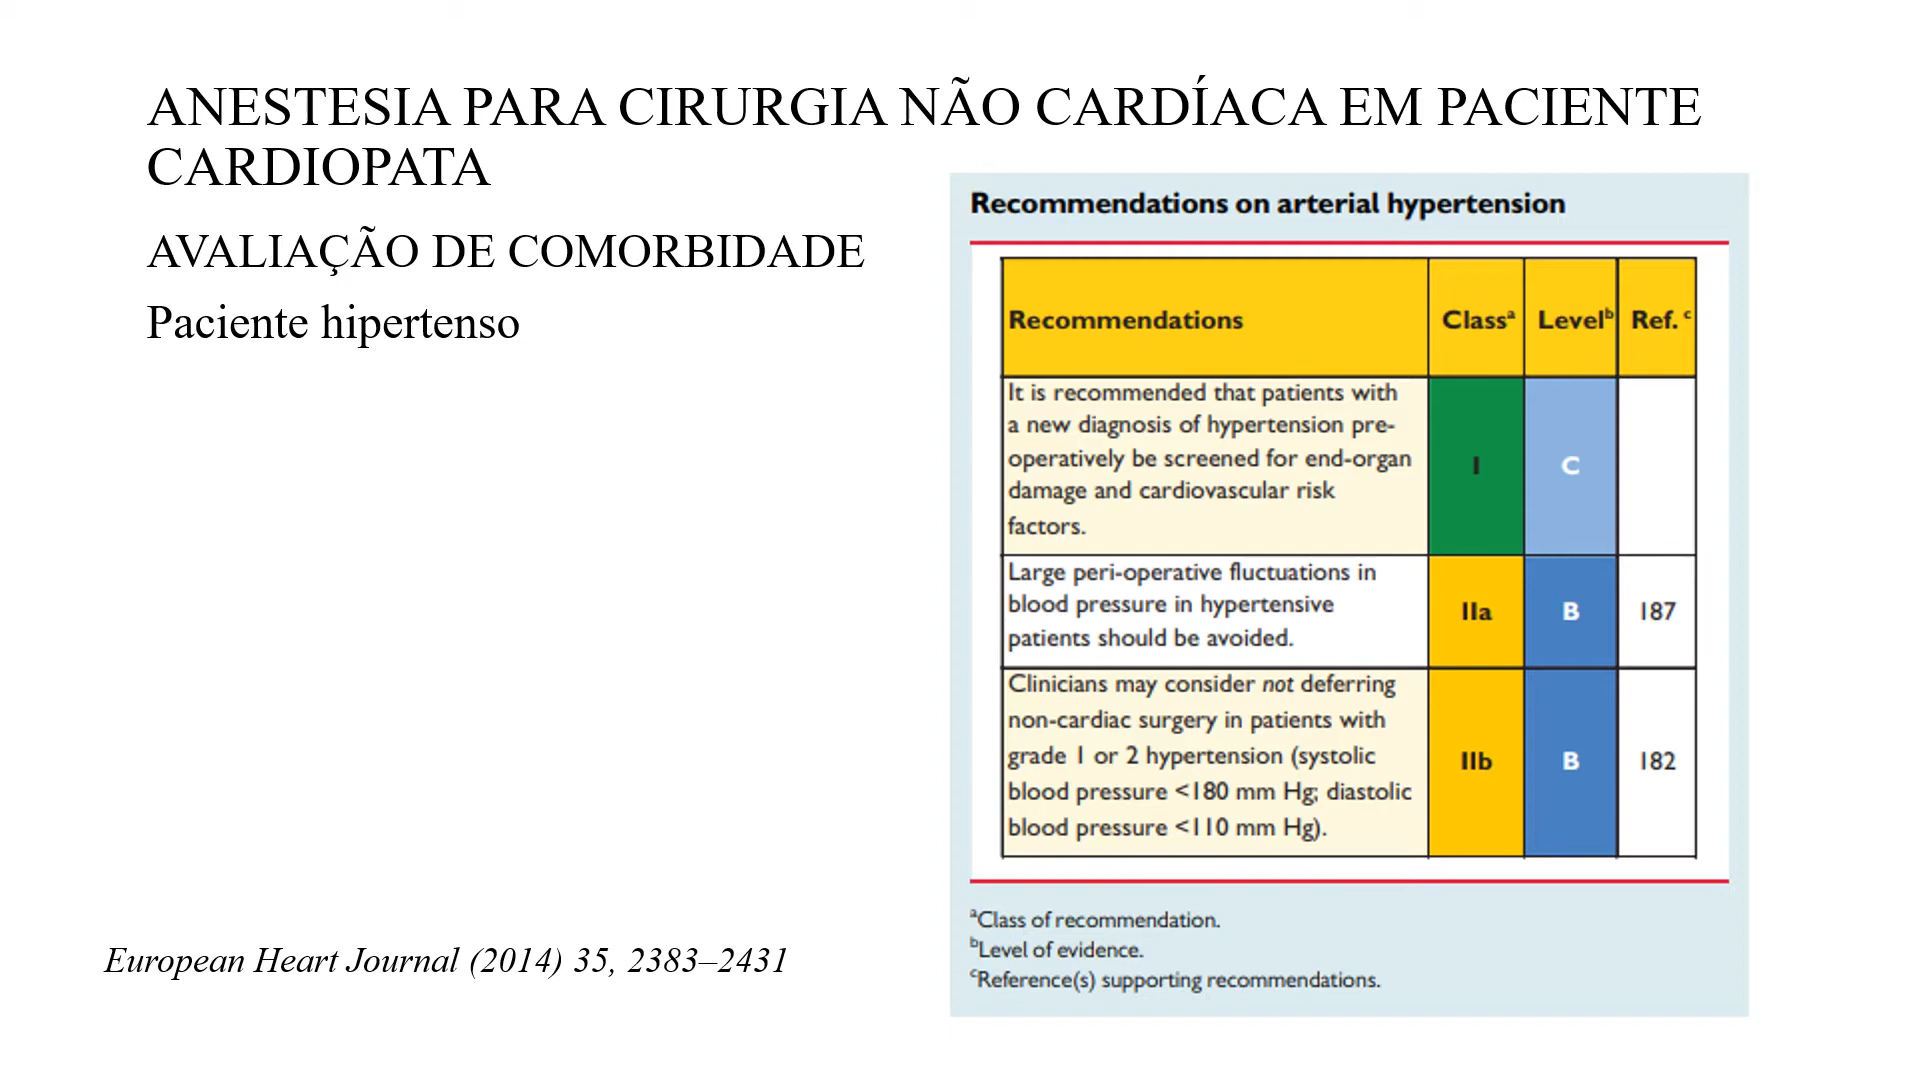 ANESTESIA PARA CIRURGIA NÃO CARDÍACA EM PACIENTE
CARDIOPATA
AVALIAÇÃO DE COMORBIDADE
Paciente hipertenso
Recommendations on arterial hypertension
Recommendations Classᵃ Levelᵇ Ref. ᶜ
It is recommended that patients with
a new diagnosis of hypertension pre-
operatively be screened for end-organ
damage and cardiovascular risk
factors.
I C
Large peri-operative fluctuations in
blood pressure in hypertensive
patients should be avoided.
IIa B 187
Clinicians may consider not deferring
non-cardiac surgery in patients with
grade 1 or 2 hypertension (systolic
blood pressure <180 mm Hg; diastolic
blood pressure <110 mm Hg).
IIb B 182
ᵃClass of recommendation.
ᵇLevel of evidence.
ᶜReference(s) supporting recommendations.
European Heart Journal (2014) 35, 2383–2431